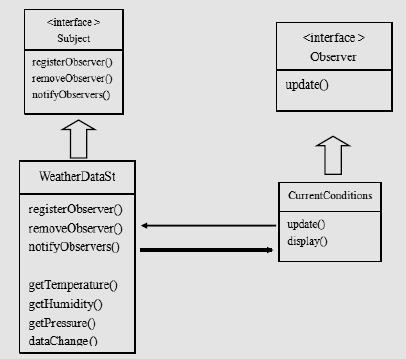 <interface >
Subject
registerObserver()
removeObserver()
notifyObservers()
<interface >
Observer
update()
WeatherDataSt
registerObserver()
removeObserver()
notifyObservers()
getTemperature()
getHumidity()
getPressure()
dataChange()
CurrentConditions
update()
display()